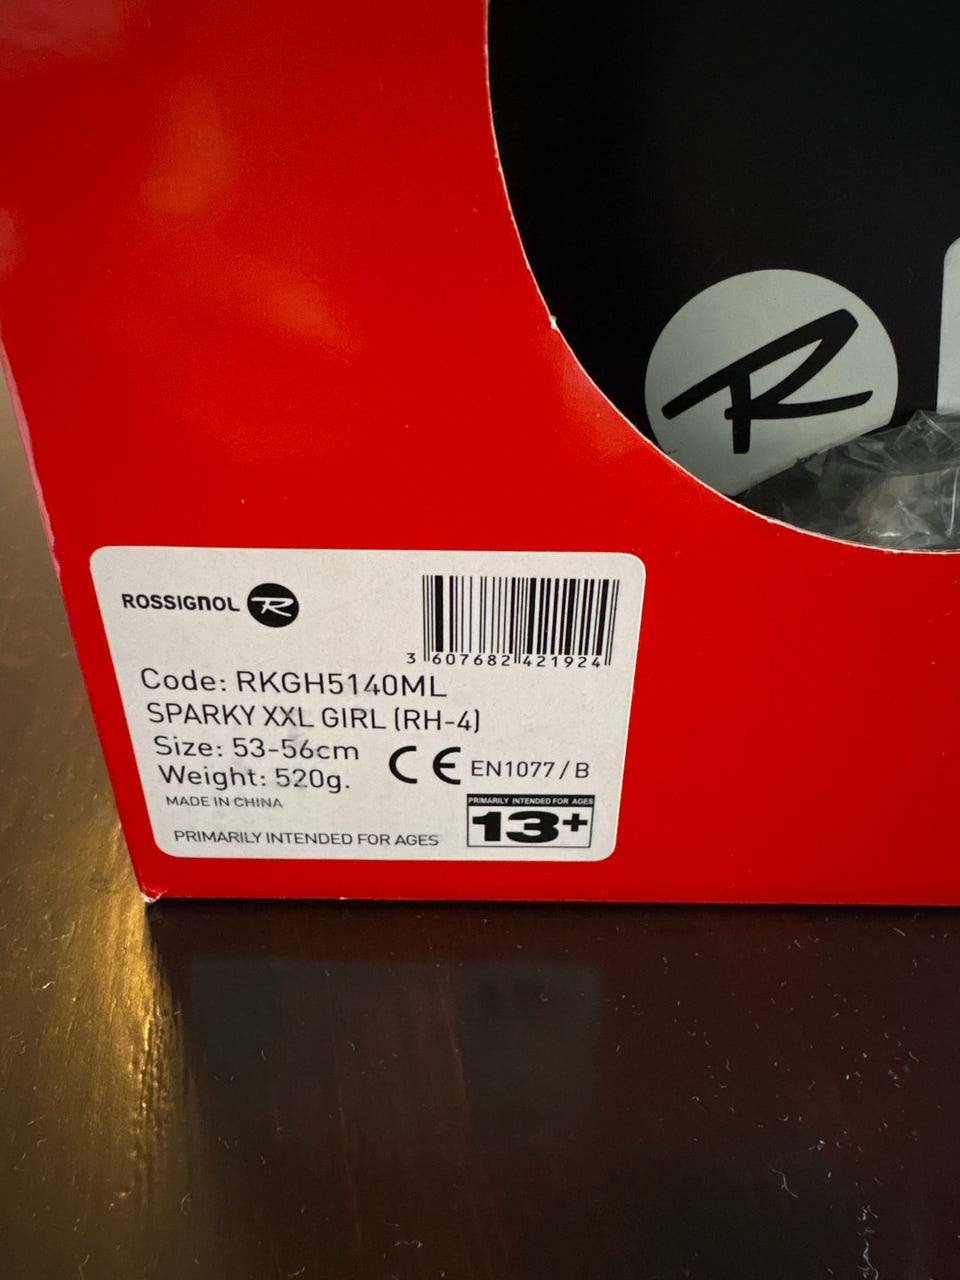 R
ROSSIGNOL R
3 607682 421924
Code: RKGH5140ML
SPARKY XXL GIRL (RH-4)
Size: 53-56cm
Weight: 520g.
CE EN1077 / B
MADE IN CHINA
PRIMARILY INTENDED FOR AGES
PRIMARILY INTENDED FOR AGES
13+